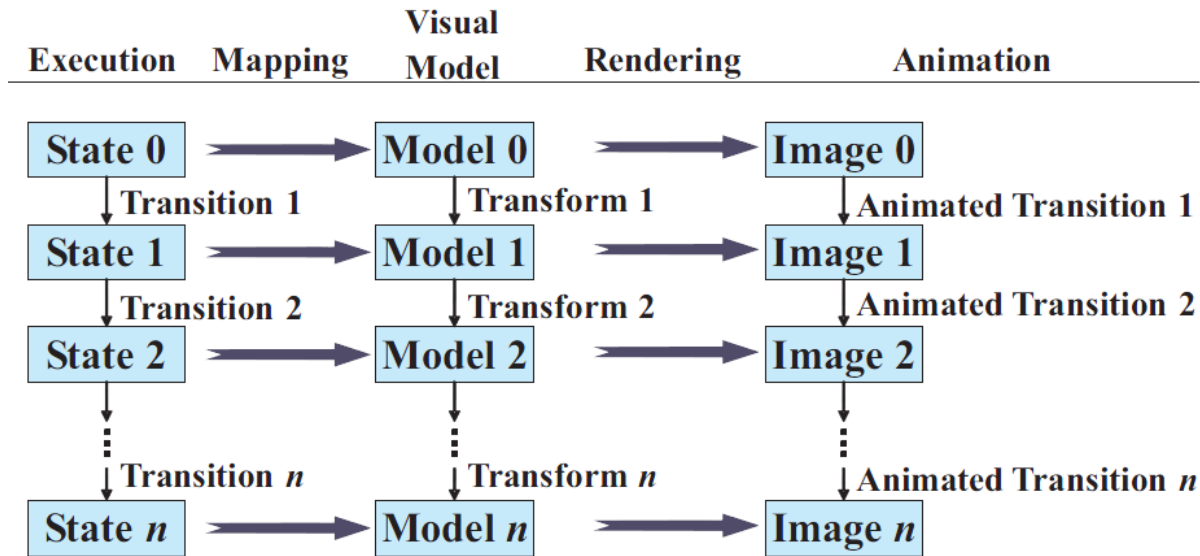 Execution Mapping Visual Model Rendering Animation
State 0 Model 0 Image 0
Transition 1 Transform 1 Animated Transition 1
State 1 Model 1 Image 1
Transition 2 Transform 2 Animated Transition 2
State 2 Model 2 Image 2
Transition n Transform n Animated Transition n
State n Model n Image n